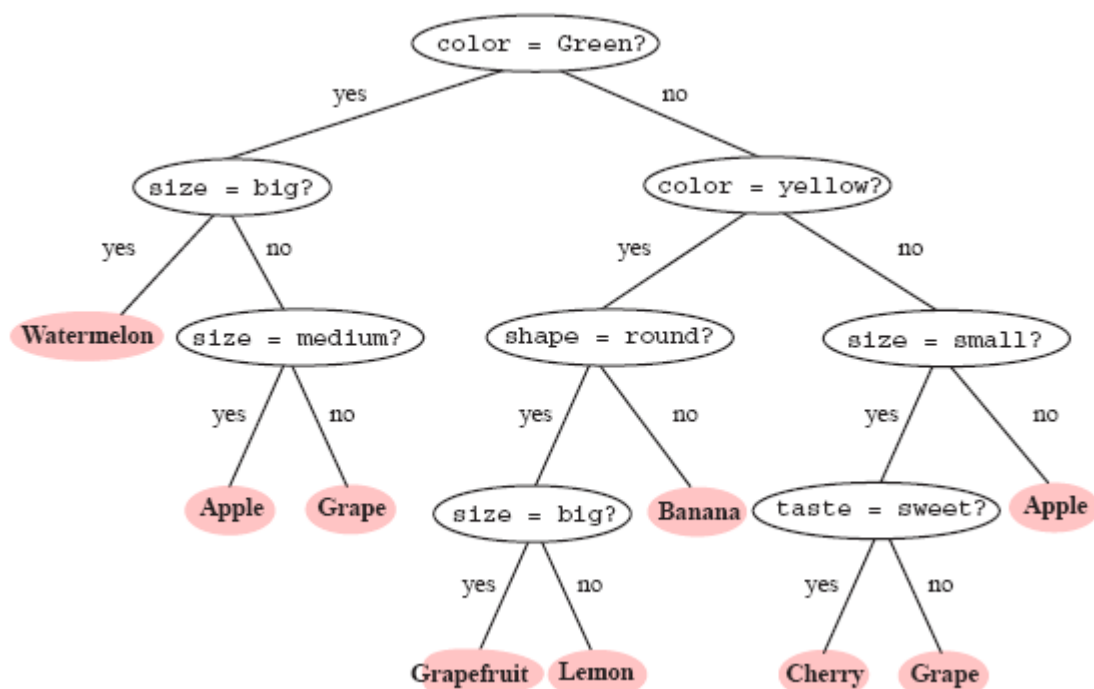 color = Green?
yes
no
size = big?
color = yellow?
yes
no
yes
no
Watermelon
size = medium?
shape = round?
size = small?
yes
no
yes
no
yes
no
Apple
Grape
size = big?
Banana
taste = sweet?
Apple
yes
no
yes
no
Grapefruit
Lemon
Cherry
Grape